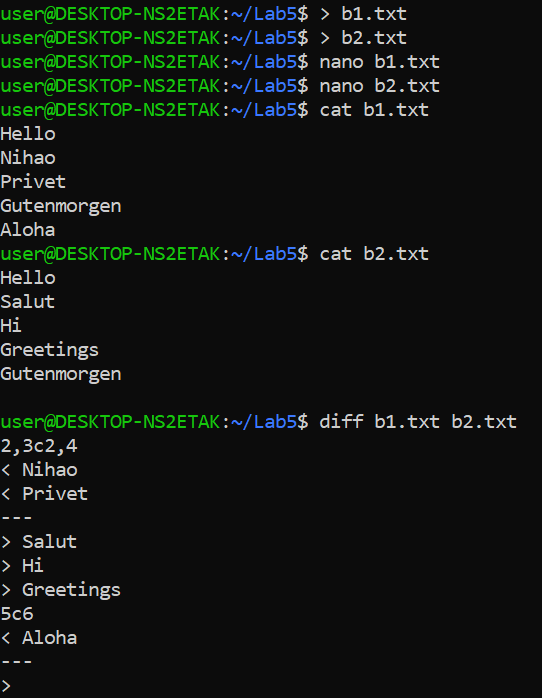 user@DESKTOP-NS2ETAK:~/Lab5$ > b1.txt
user@DESKTOP-NS2ETAK:~/Lab5$ > b2.txt
user@DESKTOP-NS2ETAK:~/Lab5$ nano b1.txt
user@DESKTOP-NS2ETAK:~/Lab5$ nano b2.txt
user@DESKTOP-NS2ETAK:~/Lab5$ cat b1.txt
Hello
Nihao
Privet
Gutenmorgen
Aloha
user@DESKTOP-NS2ETAK:~/Lab5$ cat b2.txt
Hello
Salut
Hi
Greetings
Gutenmorgen

user@DESKTOP-NS2ETAK:~/Lab5$ diff b1.txt b2.txt
2,3c2,4
< Nihao
< Privet
---
> Salut
> Hi
> Greetings
5c6
< Aloha
---
>